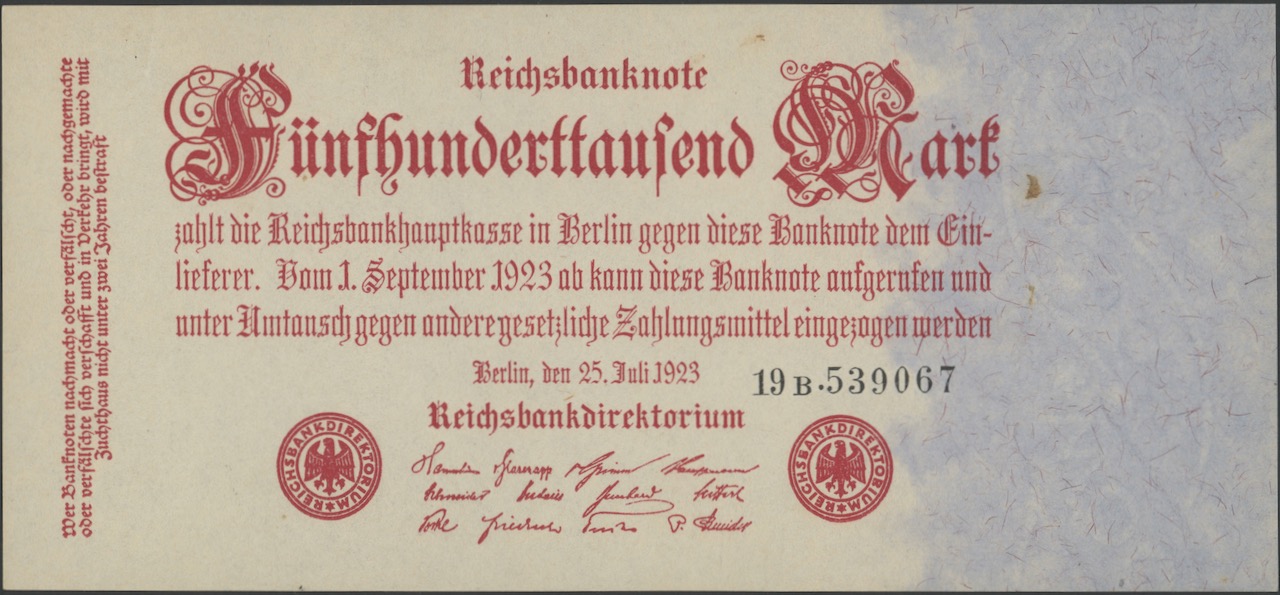 Reichsbanknote
Fünfhunderttauſend Mark
zahlt die Reichsbankhauptkasse in Berlin gegen diese Banknote dem Ein-
lieferer. Vom 1. September 1923 ab kann diese Banknote aufgerufen und
unter Umtausch gegen andere gesetzliche Zahlungsmittel eingezogen werden
Berlin, den 25. Juli 1923
19 B·539067
Reichsbankdirektorium
REICHSBANKDIREKTORIUM
REICHSBANKDIREKTORIUM
Wer Banknoten nachmacht oder verfälſcht, oder nachgemachte
oder verfälſchte ſich verſchafft und in Verkehr bringt, wird mit
Zuchthaus nicht unter zwei Jahren beſtraft